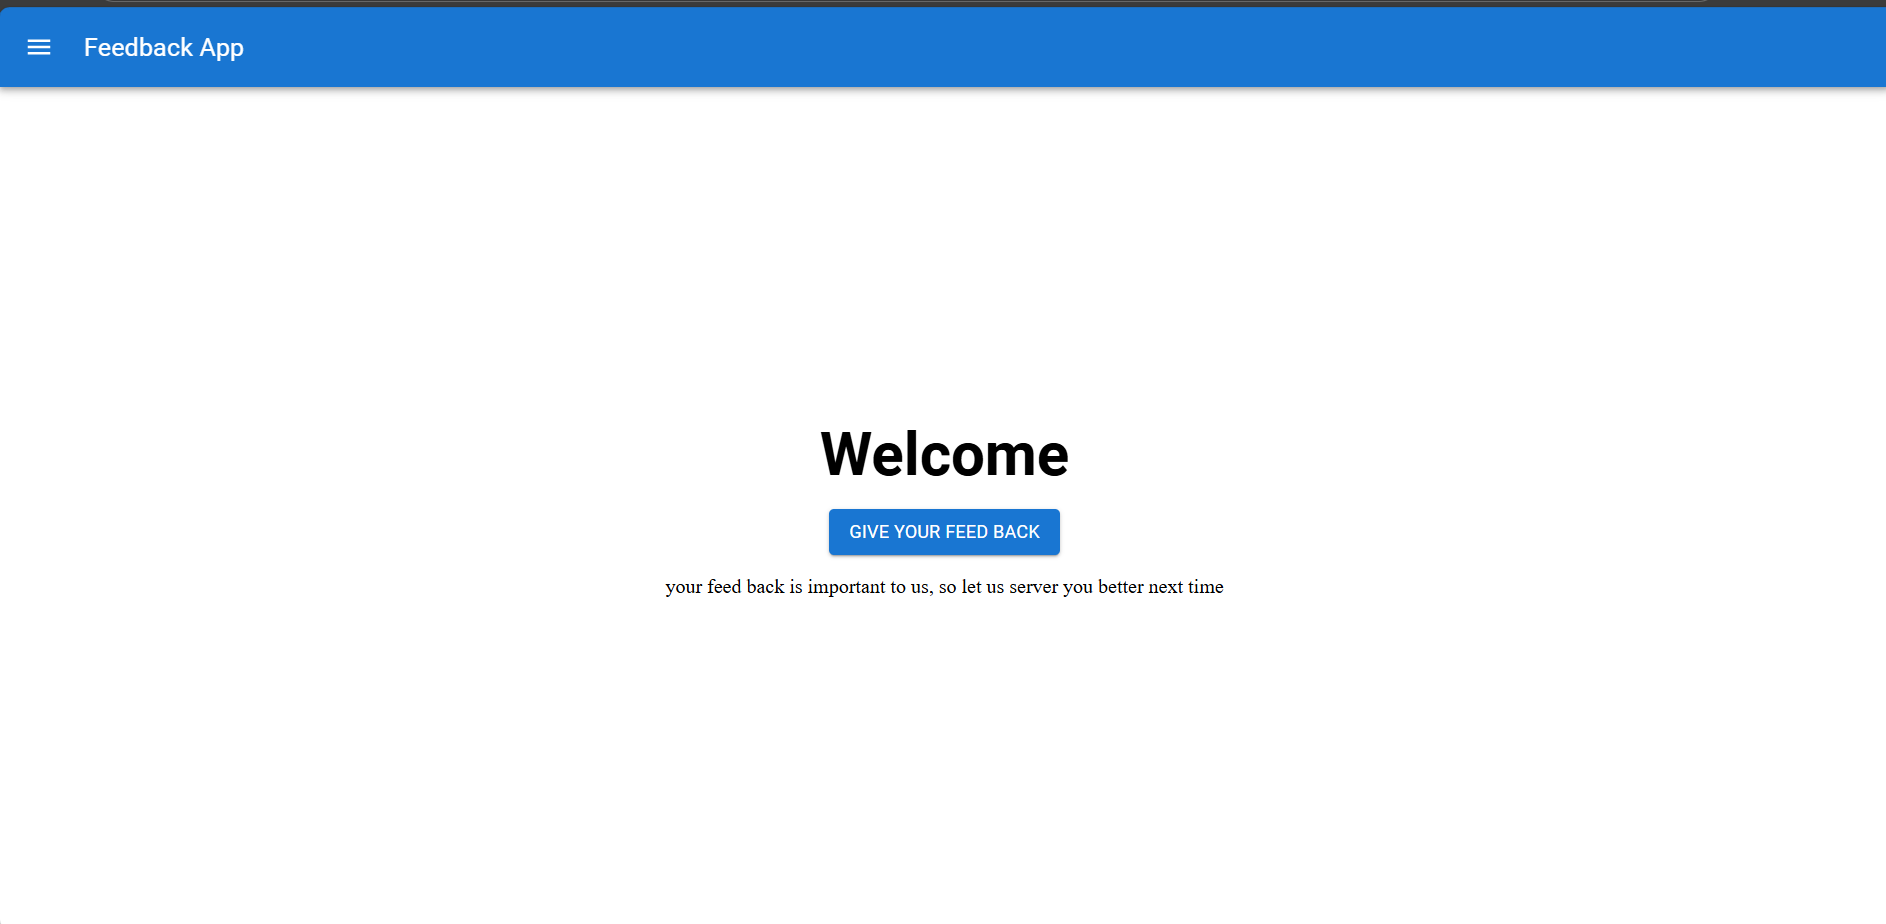 Feedback App
Welcome
GIVE YOUR FEED BACK
your feed back is important to us, so let us server you better next time